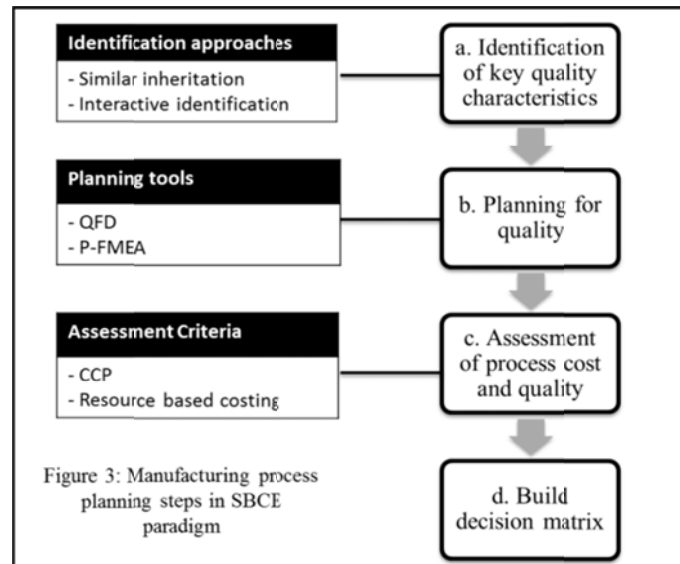 Identification approaches
- Similar inheritation
- Interactive identification
a. Identification
of key quality
characteristics
Planning tools
- QFD
- P-FMEA
b. Planning for
quality
Assessment Criteria
- CCP
- Resource based costing
c. Assessment
of process cost
and quality
Figure 3: Manufacturing process
planning steps in SBCE
paradigm
d. Build
decision matrix